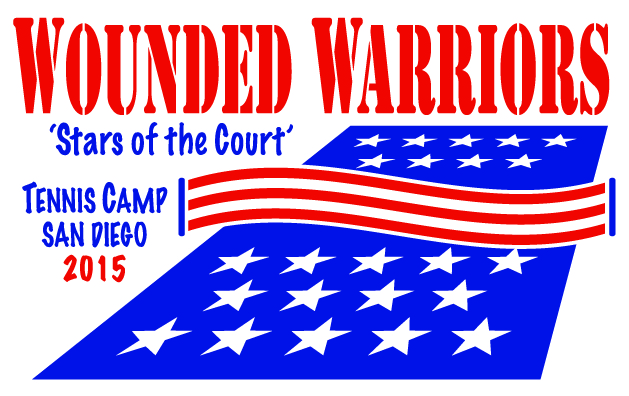 WOUNDED WARRIORS
'Stars of the Court'
TENNIS CAMP
SAN DIEGO
2015